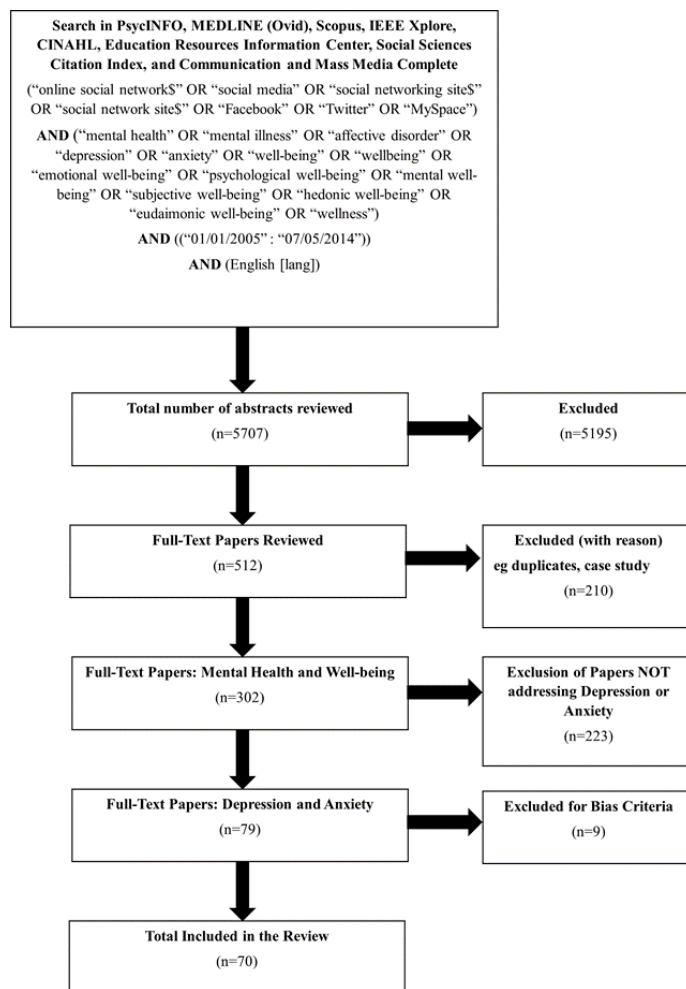 Search in PsycINFO, MEDLINE (Ovid), Scopus, IEEE Xplore,
CINAHL, Education Resources Information Center, Social Sciences
Citation Index, and Communication and Mass Media Complete
(“online social network$” OR “social media” OR “social networking site$”
OR “social network site$” OR “Facebook” OR “Twitter” OR “MySpace”)
AND (“mental health” OR “mental illness” OR “affective disorder” OR
“depression” OR “anxiety” OR “well-being” OR “wellbeing” OR
“emotional well-being” OR “psychological well-being” OR “mental well-
being” OR “subjective well-being” OR “hedonic well-being” OR
“eudaimonic well-being” OR “wellness”)
AND ((“01/01/2005” : “07/05/2014”))
AND (English [lang])
Total number of abstracts reviewed
(n=5707)
Excluded
(n=5195)
Full-Text Papers Reviewed
(n=512)
Excluded (with reason)
eg duplicates, case study
(n=210)
Full-Text Papers: Mental Health and Well-being
(n=302)
Exclusion of Papers NOT
addressing Depression or
Anxiety
(n=223)
Full-Text Papers: Depression and Anxiety
(n=79)
Excluded for Bias Criteria
(n=9)
Total Included in the Review
(n=70)